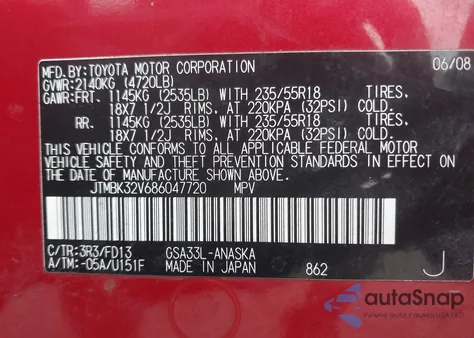 MFD.BY:TOYOTA MOTOR CORPORATION 06/08
GVWR:2140KG (4720LB)
GAWR:FRT. 1145KG (2535LB) WITH 235/55R18 TIRES,
18X7 1/2J RIMS, AT 220KPA (32PSI) COLD.
RR. 1145KG (2535LB) WITH 235/55R18 TIRES,
18X7 1/2J RIMS, AT 220KPA (32PSI) COLD.
THIS VEHICLE CONFORMS TO ALL APPLICABLE FEDERAL MOTOR
VEHICLE SAFETY AND THEFT PREVENTION STANDARDS IN EFFECT ON
THE DATE OF MANUFACTURE SHOWN ABOVE.
JTMBK32V686047720 MPV
C/TR:3R3/FD13 GSA33L-ANASKA
A/TM:-05A/U151F MADE IN JAPAN 862 J
autoSnap